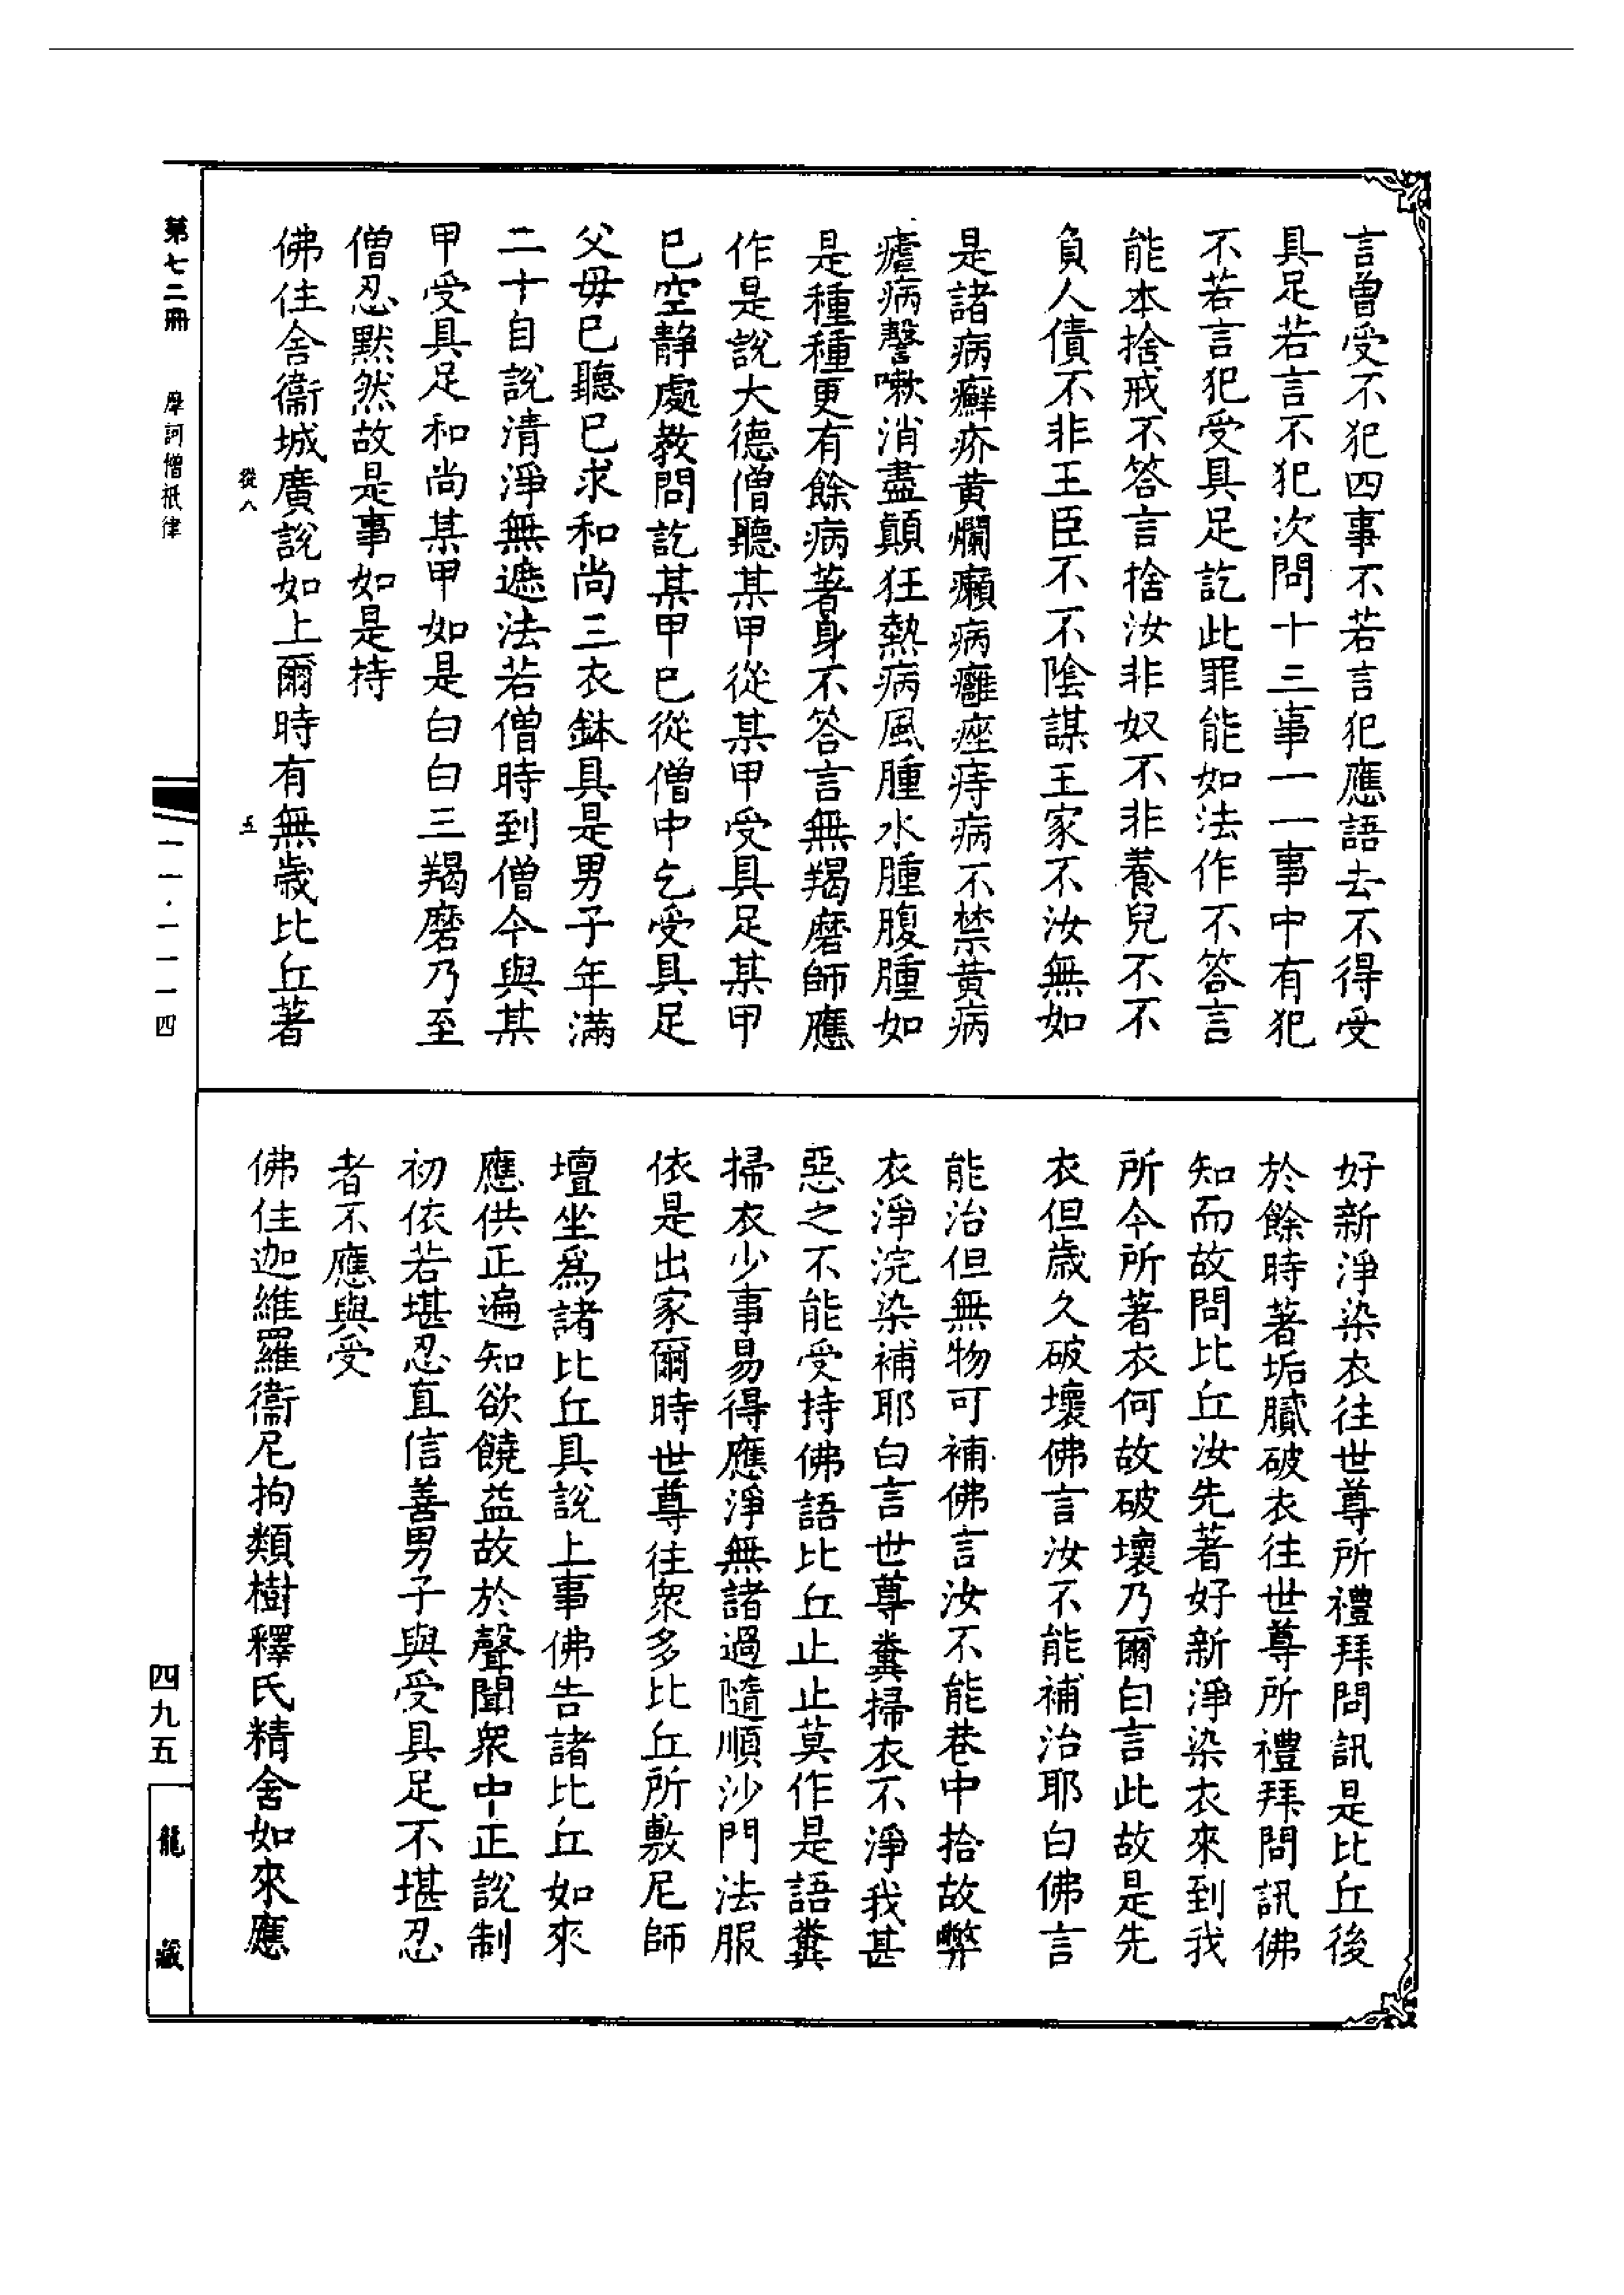 言曾受不犯四事不若言犯應語去不得受
具足若言不犯次問十三事一一事中有犯
不若言犯受具足訖此罪能如法作不答言
能本捨戒不答言捨汝非奴不非養兒不不
負人債不非王臣不不陰謀王家不汝無如
是諸病癬疥黃爛癩病癰痤痔病不禁黃病
瘧病謦嗽消盡顛狂熱病風腫水腫腹腫如
是種種更有餘病著身不答言無羯磨師應
作是說大德僧聽某甲從某甲受具足某甲
已空靜處教問訖某甲已從僧中乞受具足
父母已聽已求和尚三衣鉢具是男子年滿
二十自說清淨無遮法若僧時到僧今與某
甲受具足和尚某甲如是白白三羯磨乃至
僧忍默然故是事如是持
佛住舍衞城廣說如上爾時有無歲比丘著
從八
五
好新淨染衣往世尊所禮拜問訊是比丘後
於餘時著垢膩破衣往世尊所禮拜問訊佛
知而故問比丘汝先著好新淨染衣來到我
所今所著衣何故破壞乃爾白言此故是先
衣但歲久破壞佛言汝不能補治耶白佛言
能治但無物可補佛言汝不能巷中拾故弊
衣淨浣染補耶白言世尊糞掃衣不淨我甚
惡之不能受持佛語比丘止止莫作是語糞
掃衣少事易得應淨無諸過隨順沙門法服
依是出家爾時世尊往衆多比丘所敷尼師
壇坐爲諸比丘具說上事佛告諸比丘如來
應供正遍知欲饒益故於聲聞衆中正說制
初依若堪忍直信善男子與受具足不堪忍
者不應與受
佛住迦維羅衞尼拘類樹釋氏精舍如來應
第七二冊
摩訶僧祇律
一一一·一一一四
四九五
龍藏